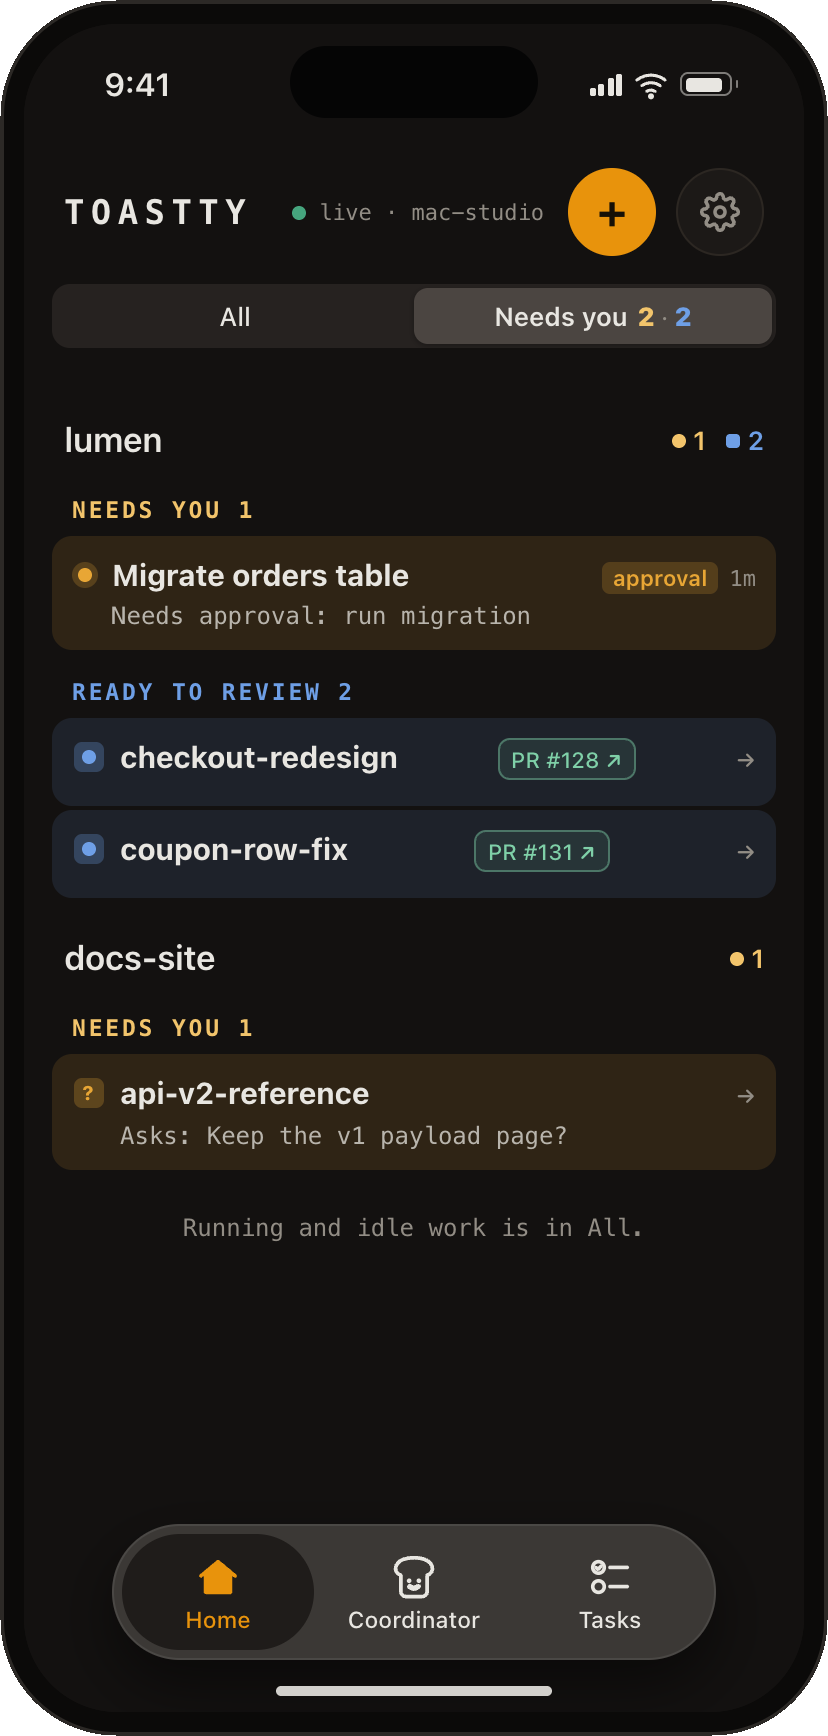 9:41
TOASTTY live · mac-studio +
All Needs you 2 · 2
lumen 1 2
NEEDS YOU 1
Migrate orders table approval 1m
Needs approval: run migration
READY TO REVIEW 2
checkout-redesign PR #128 ↗ →
coupon-row-fix PR #131 ↗ →
docs-site 1
NEEDS YOU 1
? api-v2-reference →
Asks: Keep the v1 payload page?
Running and idle work is in All.
Home Coordinator Tasks